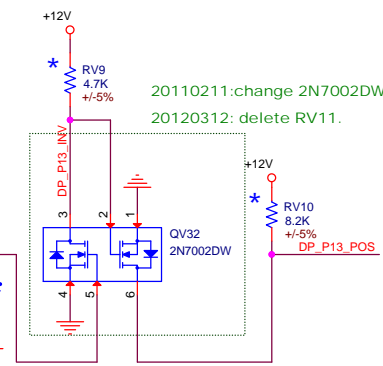 +12V
*
RV9
4.7K
+/-5%
20110211:change 2N7002DW
20120312: delete RV11.
DP_P13_INV
+12V
*
RV10
8.2K
+/-5%
DP_P13_POS
3
2
1
QV32
2N7002DW
4
5
6